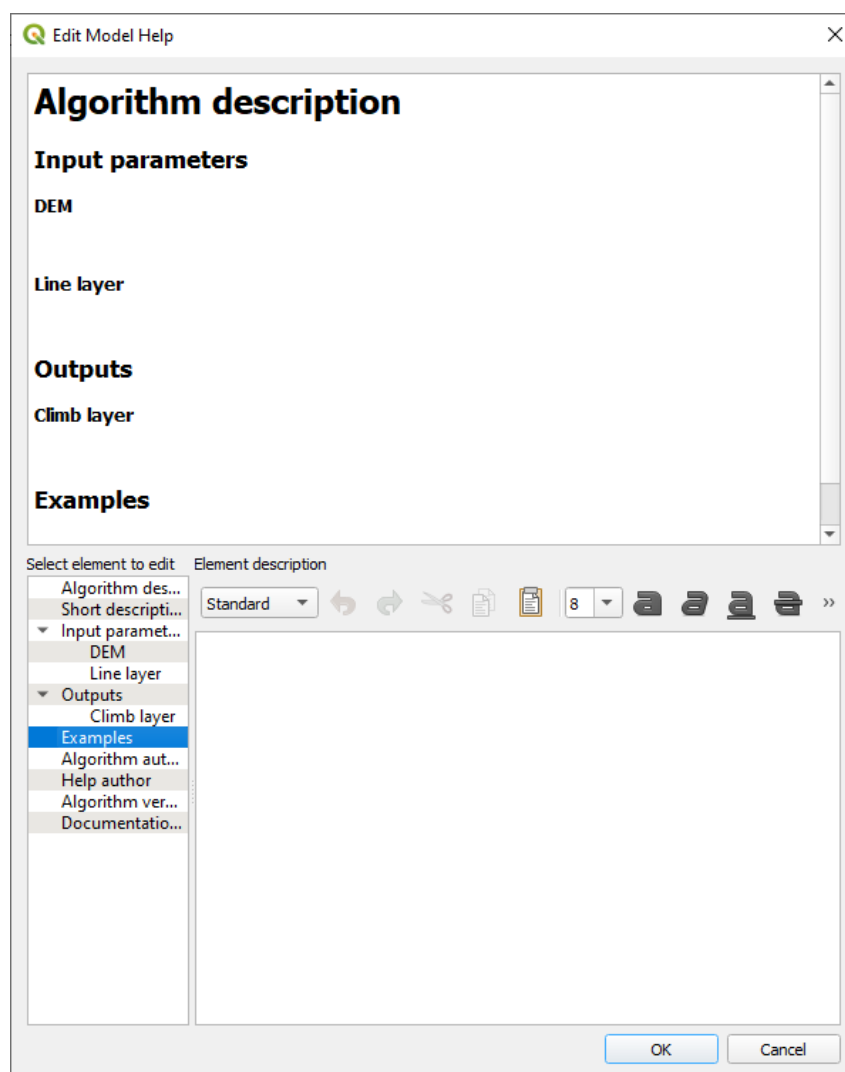 Edit Model Help
Algorithm description
Input parameters
DEM
Line layer
Outputs
Climb layer
Examples
Select element to edit Element description
Algorithm des...
Short descripti...
Input paramet...
DEM
Line layer
Outputs
Climb layer
Examples
Algorithm aut...
Help author
Algorithm ver...
Documentatio...
Standard 8 a a a a »
OK Cancel